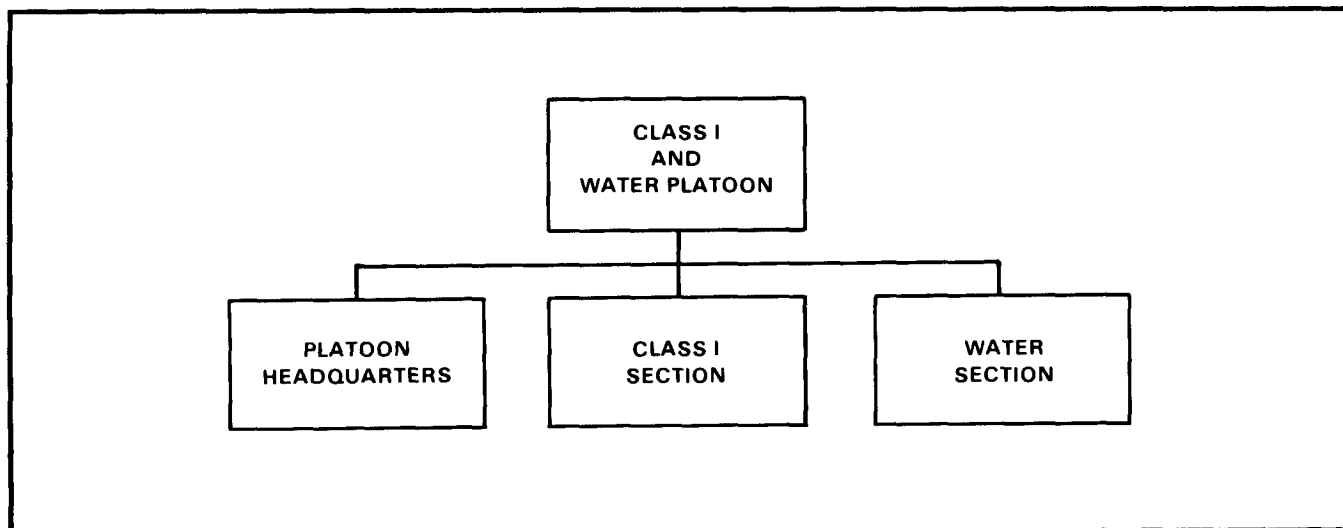 CLASS I
AND
WATER PLATOON
PLATOON
HEADQUARTERS
CLASS I
SECTION
WATER
SECTION